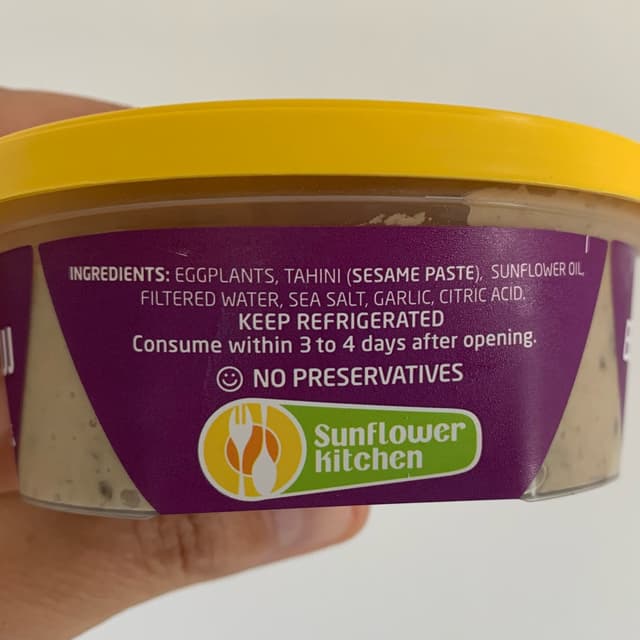 INGREDIENTS: EGGPLANTS, TAHINI (SESAME PASTE), SUNFLOWER OIL,
FILTERED WATER, SEA SALT, GARLIC, CITRIC ACID.
KEEP REFRIGERATED
Consume within 3 to 4 days after opening.
NO PRESERVATIVES
Sunflower
Kitchen